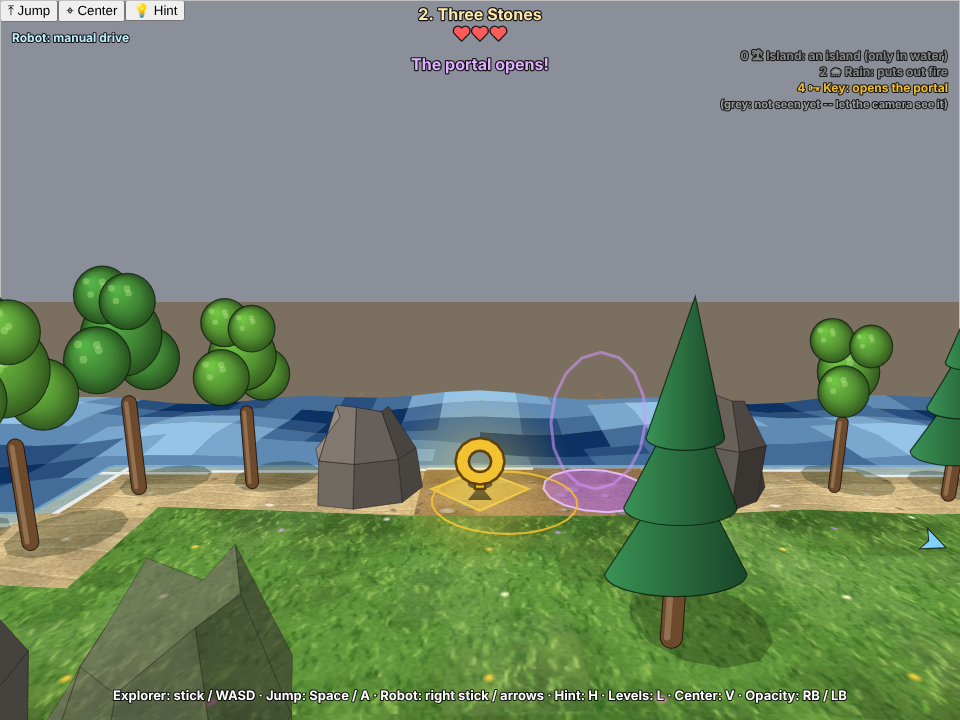 Jump
Center
Hint
2. Three Stones
Robot: manual drive
The portal opens!
0 Island: an island (only in water)
2 Rain: puts out fire
4 Key: opens the portal
(grey: not seen yet -- let the camera see it)
Explorer: stick / WASD · Jump: Space / A · Robot: right stick / arrows · Hint: H · Levels: L · Center: V · Opacity: RB / LB